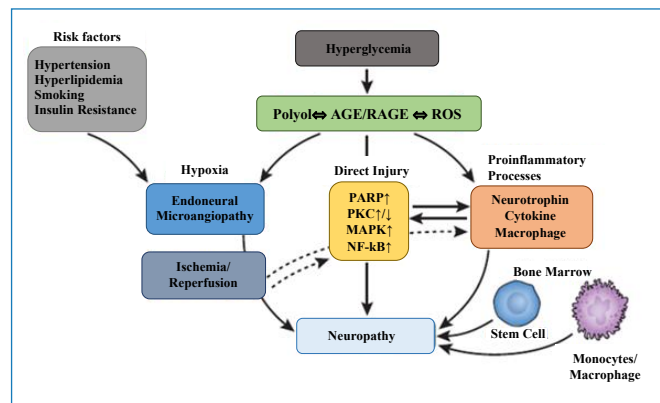 Risk factors
Hypertension
Hyperlipidemia
Smoking
Insulin Resistance
Hyperglycemia
Polyol⇔ AGE/RAGE ⇔ ROS
Hypoxia
Endoneural
Microangiopathy
Direct Injury
PARP↑
PKC↑/↓
MAPK↑
NF-kB↑
Proinflammatory
Processes
Neurotrophin
Cytokine
Macrophage
Ischemia/
Reperfusion
Neuropathy
Bone Marrow
Stem Cell
Monocytes/
Macrophage